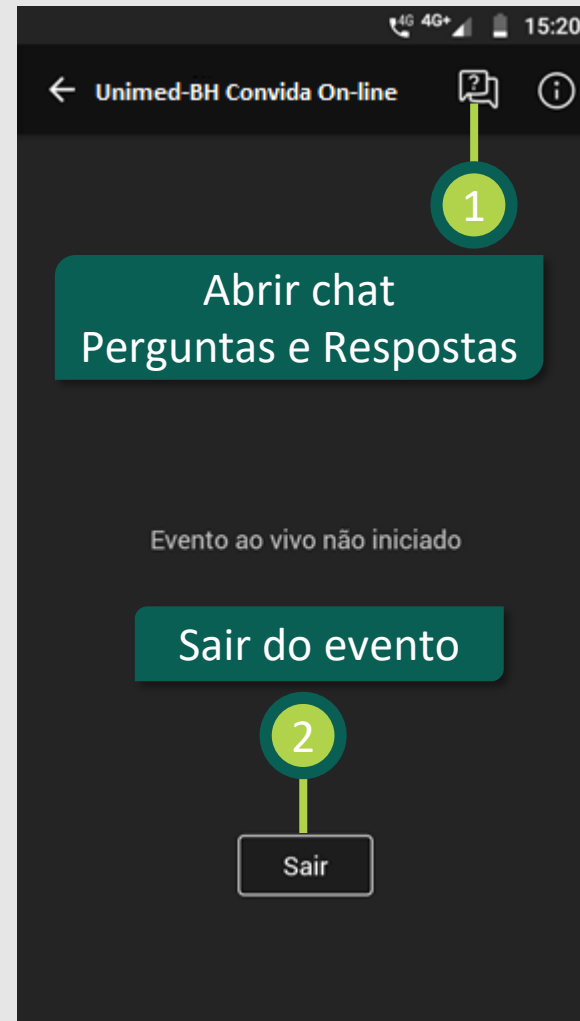 4G 4G+ 15:20
Unimed-BH Convida On-line
1
Abrir chat
Perguntas e Respostas
Evento ao vivo não iniciado
Sair do evento
2
Sair